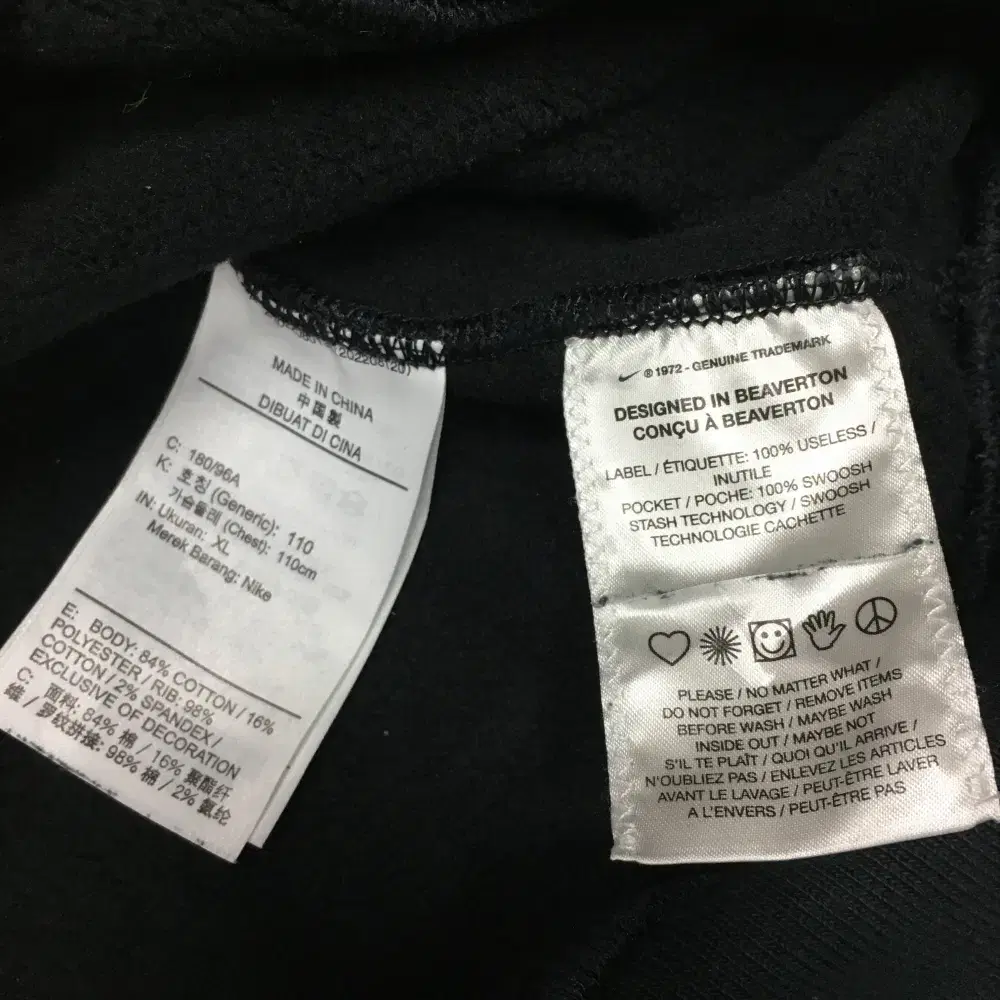 (202208/20)
MADE IN CHINA
中国製
DIBUAT DI CINA
C: 180/96A
K: 호칭 (Generic): 110
가슴둘레 (Chest): 110cm
IN: Ukuran: XL
Merek Barang: Nike
E: BODY: 84% COTTON / 16%
POLYESTER / RIB: 98%
COTTON / 2% SPANDEX /
EXCLUSIVE OF DECORATION
C: 面料: 84% 棉 / 16% 聚酯纤
维 / 罗纹拼接: 98% 棉 / 2% 氨纶
® 1972 - GENUINE TRADEMARK
DESIGNED IN BEAVERTON
CONÇU À BEAVERTON
LABEL / ÉTIQUETTE: 100% USELESS /
INUTILE
POCKET / POCHE: 100% SWOOSH
STASH TECHNOLOGY / SWOOSH
TECHNOLOGIE CACHETTE
PLEASE / NO MATTER WHAT /
DO NOT FORGET / REMOVE ITEMS
BEFORE WASH / MAYBE WASH
INSIDE OUT / MAYBE NOT
S'IL TE PLAÎT / QUOI QU'IL ARRIVE /
N'OUBLIEZ PAS / ENLEVEZ LES ARTICLES
AVANT LE LAVAGE / PEUT-ÊTRE LAVER
A L'ENVERS / PEUT-ÊTRE PAS